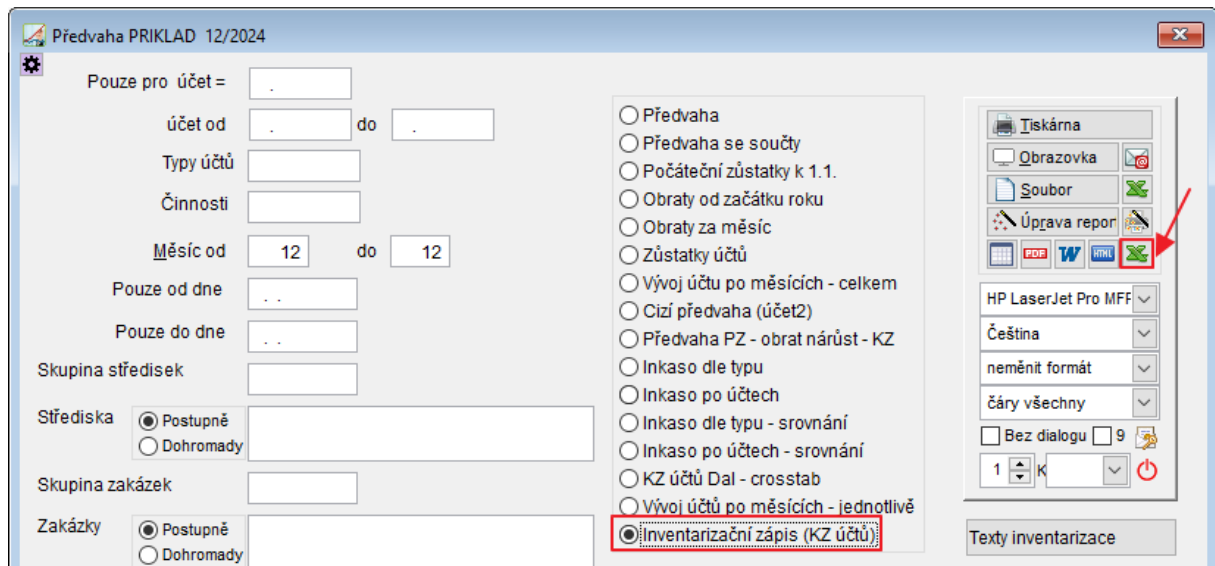 Předvaha PRIKLAD 12/2024
Pouze pro účet = .
účet od . do .
Typy účtů
Činnosti
Měsíc od 12 do 12
Pouze od dne . .
Pouze do dne . .
Skupina středisek
Střediska
Postupně
Dohromady
Skupina zakázek
Zakázky
Postupně
Dohromady
Předvaha
Předvaha se součty
Počáteční zůstatky k 1.1.
Obraty od začátku roku
Obraty za měsíc
Zůstatky účtů
Vývoj účtu po měsících - celkem
Cizí předvaha (účet2)
Předvaha PZ - obrat nárůst - KZ
Inkaso dle typu
Inkaso po účtech
Inkaso dle typu - srovnání
Inkaso po účtech - srovnání
KZ účtů Dal - crosstab
Vývoj účtů po měsících - jednotlivě
Inventarizační zápis (KZ účtů)
Tiskárna
Obrazovka
Soubor
Úprava repor
PDF W HTML
HP LaserJet Pro MFF
Čeština
neměnit formát
čáry všechny
Bez dialogu 9
1 K
Texty inventarizace